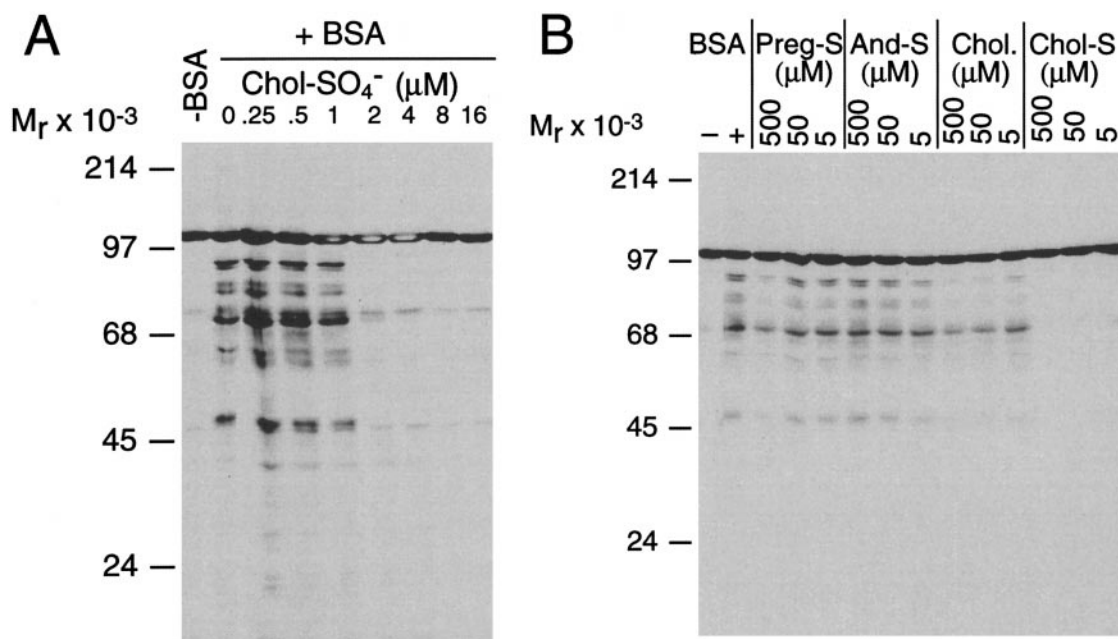 A
-BSA
+ BSA
Chol-SO₄⁻ (μM)
0 .25 .5 1 2 4 8 16
Mr x 10⁻³
214
97
68
45
24
B
BSA Preg-S And-S Chol. Chol-S
(μM) (μM) (μM) (μM)
Mr x 10⁻³
– + 500 50 5 500 50 5 500 50 5 500 50 5
214
97
68
45
24